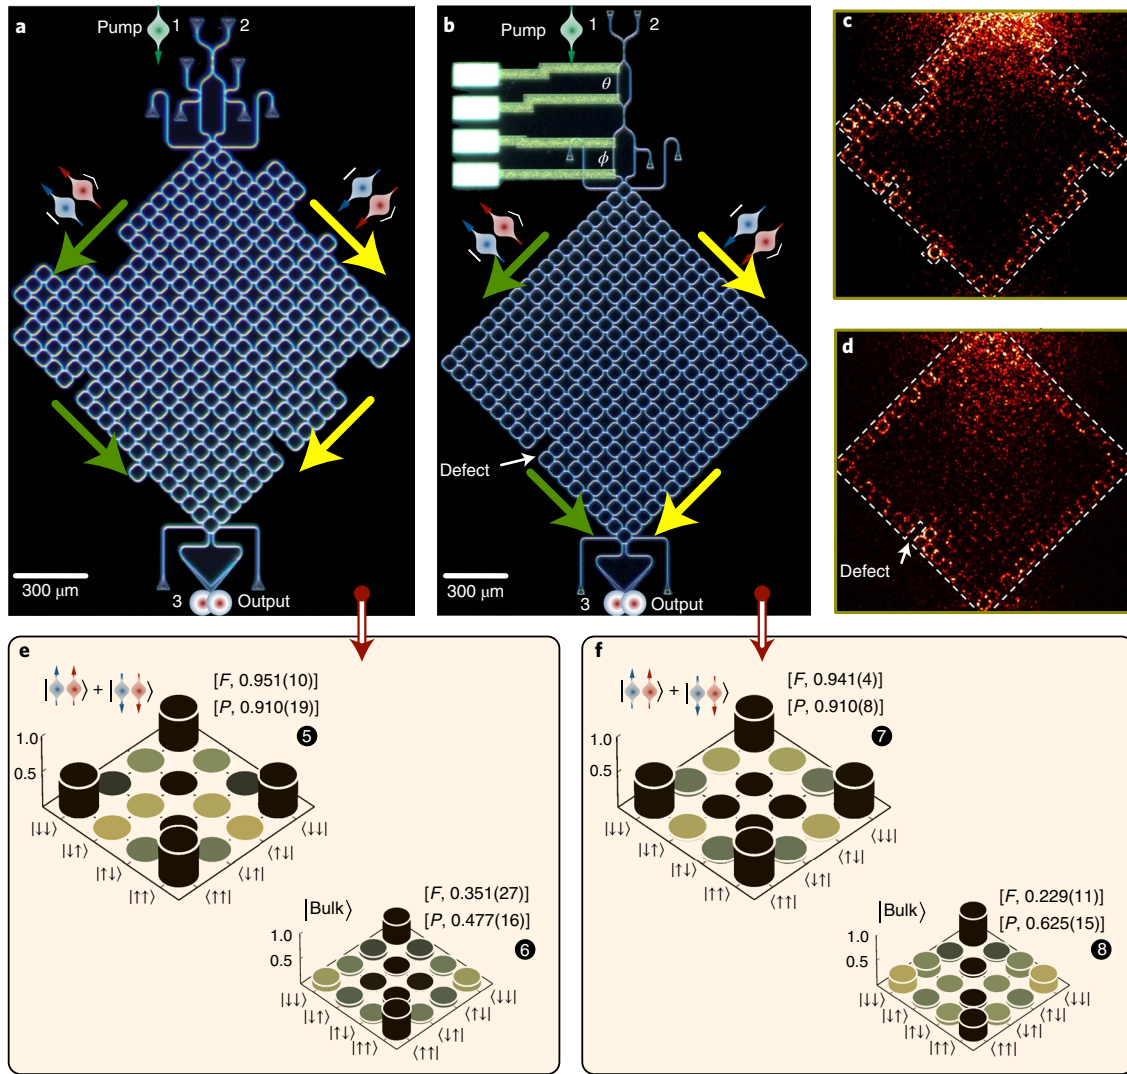 a
Pump
1
2
300 μm
3
Output
b
Pump
1
2
θ
ϕ
Defect
300 μm
3
Output
c
d
Defect
e
| ⟩ + | ⟩
[F, 0.951(10)]
[P, 0.910(19)]
5
1.0
0.5
|↓↓⟩
|↓↑⟩
|↑↓⟩
|↑↑⟩
⟨↑↑|
⟨↓↑|
⟨↑↓|
⟨↓↓|
|Bulk⟩
[F, 0.351(27)]
[P, 0.477(16)]
6
1.0
0.5
|↓↓⟩
|↓↑⟩
|↑↓⟩
|↑↑⟩
⟨↑↑|
⟨↓↑|
⟨↑↓|
⟨↓↓|
f
| ⟩ + | ⟩
[F, 0.941(4)]
[P, 0.910(8)]
7
1.0
0.5
|↓↓⟩
|↓↑⟩
|↑↓⟩
|↑↑⟩
⟨↑↑|
⟨↓↑|
⟨↑↓|
⟨↓↓|
|Bulk⟩
[F, 0.229(11)]
[P, 0.625(15)]
8
1.0
0.5
|↓↓⟩
|↓↑⟩
|↑↓⟩
|↑↑⟩
⟨↑↑|
⟨↓↑|
⟨↑↓|
⟨↓↓|